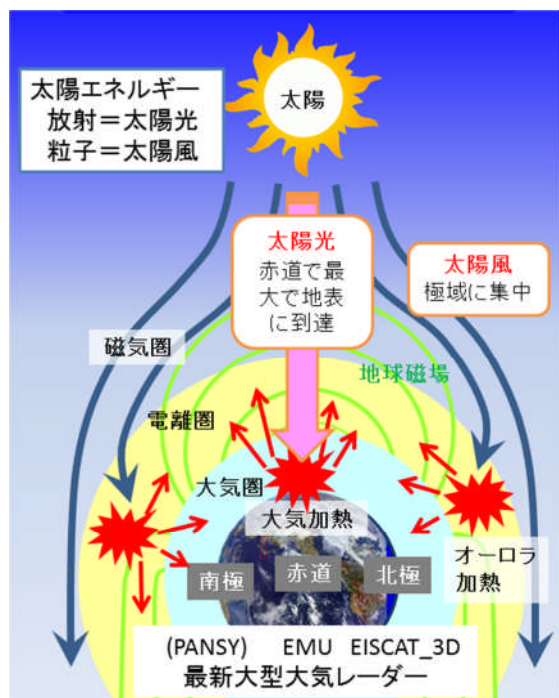 太陽
太陽エネルギー
放射＝太陽光
粒子＝太陽風
太陽光
赤道で最
大で地表
に到達
太陽風
極域に集中
磁気圏
地球磁場
電離圏
大気圏
大気加熱
オーロラ
加熱
南極
赤道
北極
(PANSY) EMU EISCAT_3D
最新大型大気レーダー